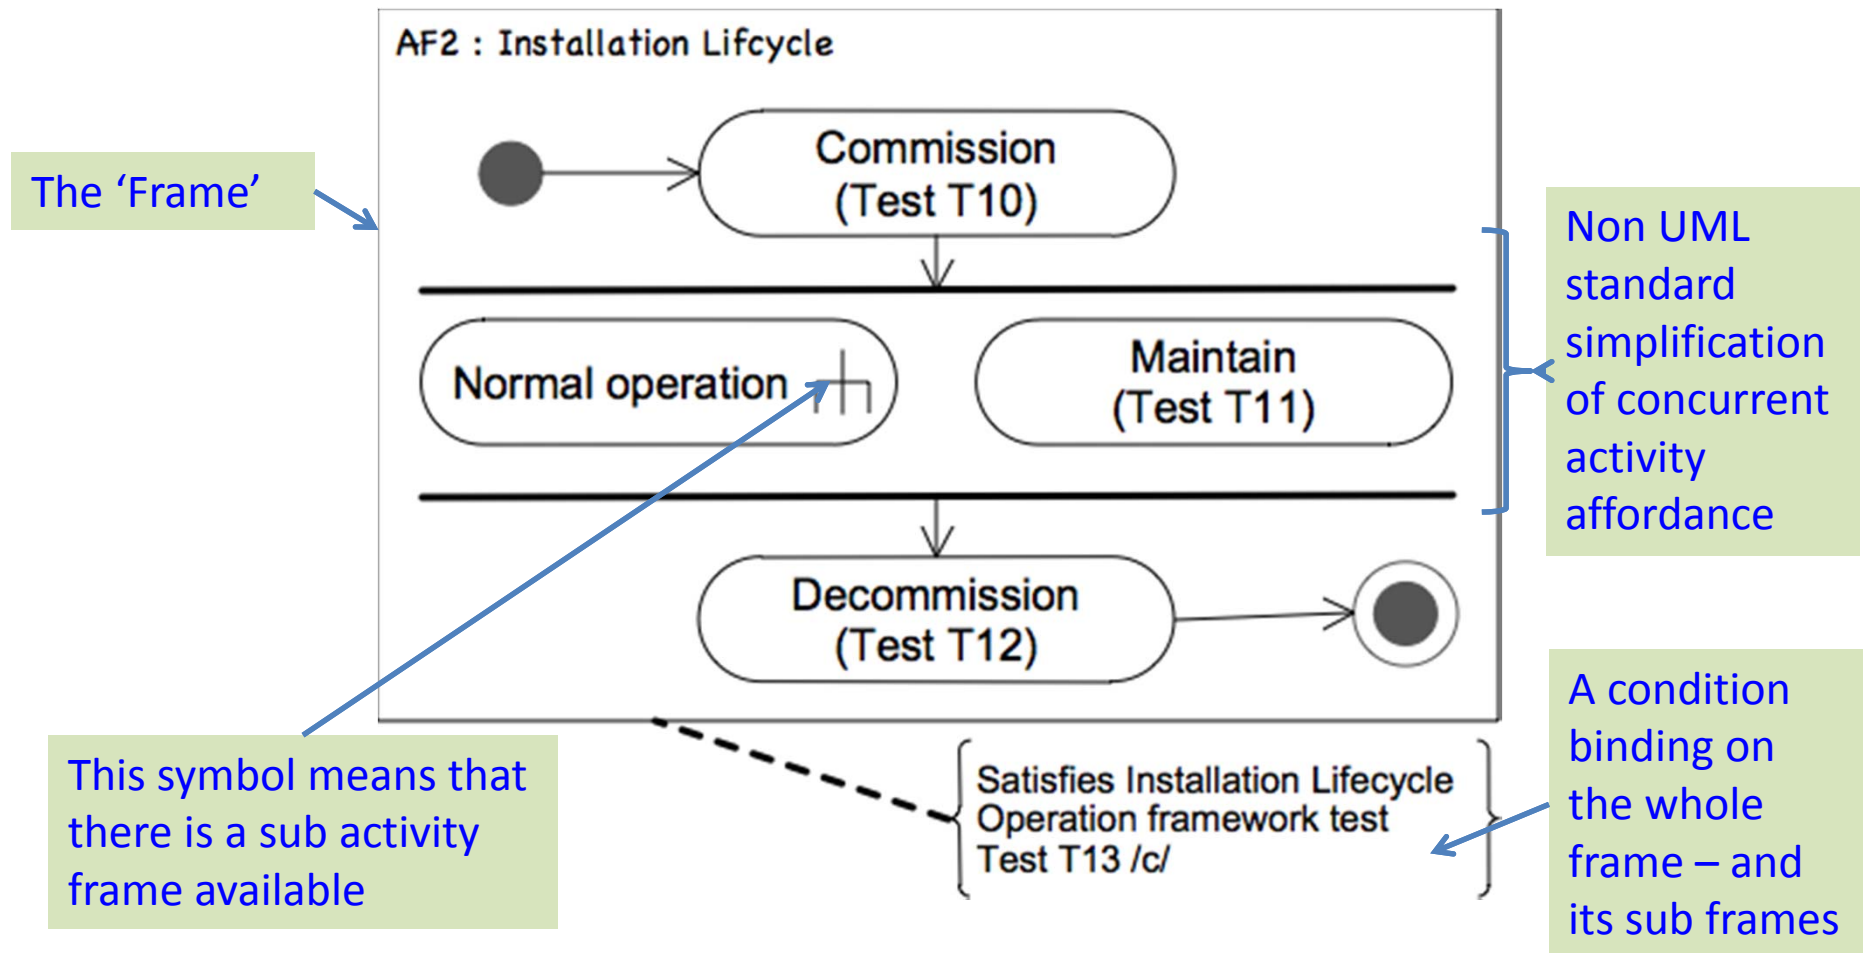 AF2 : Installation Lifcycle
The ‘Frame’
Commission
(Test T10)
Normal operation
Maintain
(Test T11)
Decommission
(Test T12)
Non UML
standard
simplification
of concurrent
activity
affordance
This symbol means that
there is a sub activity
frame available
Satisfies Installation Lifecycle
Operation framework test
Test T13 /c/
A condition
binding on
the whole
frame – and
its sub frames